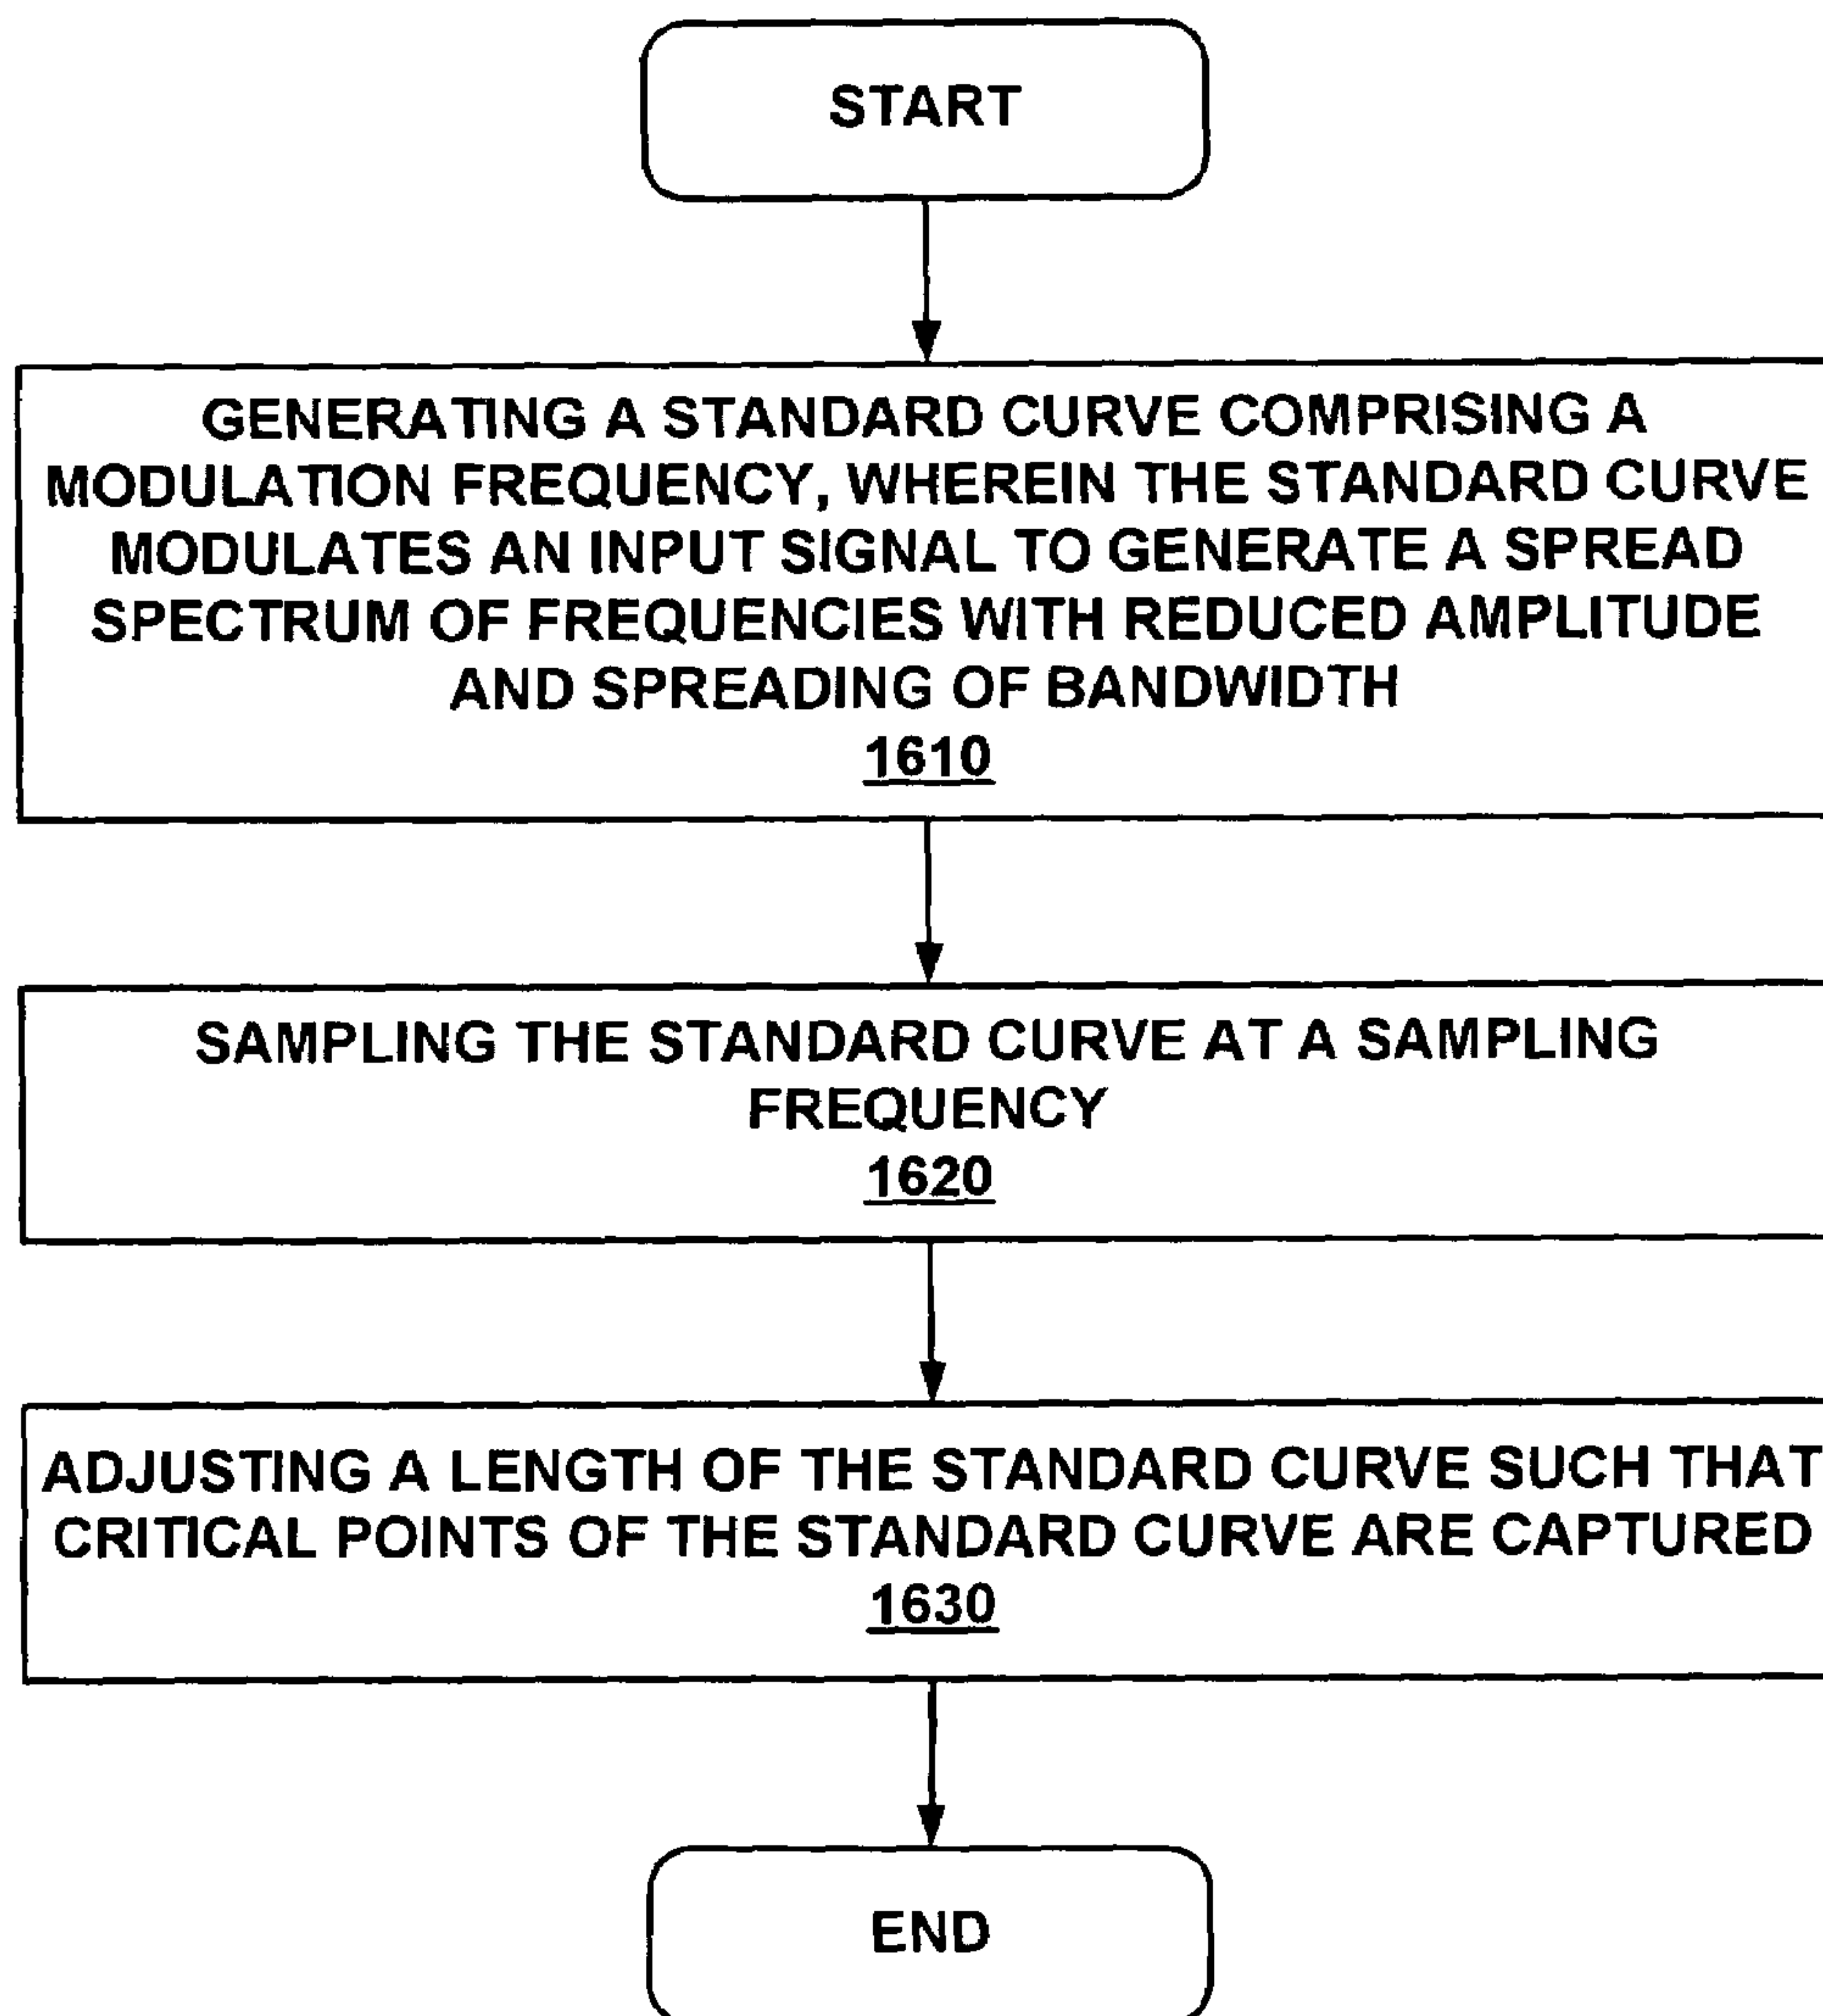 START
GENERATING A STANDARD CURVE COMPRISING A
MODULATION FREQUENCY, WHEREIN THE STANDARD CURVE
MODULATES AN INPUT SIGNAL TO GENERATE A SPREAD
SPECTRUM OF FREQUENCIES WITH REDUCED AMPLITUDE
AND SPREADING OF BANDWIDTH
1610
SAMPLING THE STANDARD CURVE AT A SAMPLING
FREQUENCY
1620
ADJUSTING A LENGTH OF THE STANDARD CURVE SUCH THAT
CRITICAL POINTS OF THE STANDARD CURVE ARE CAPTURED
1630
END